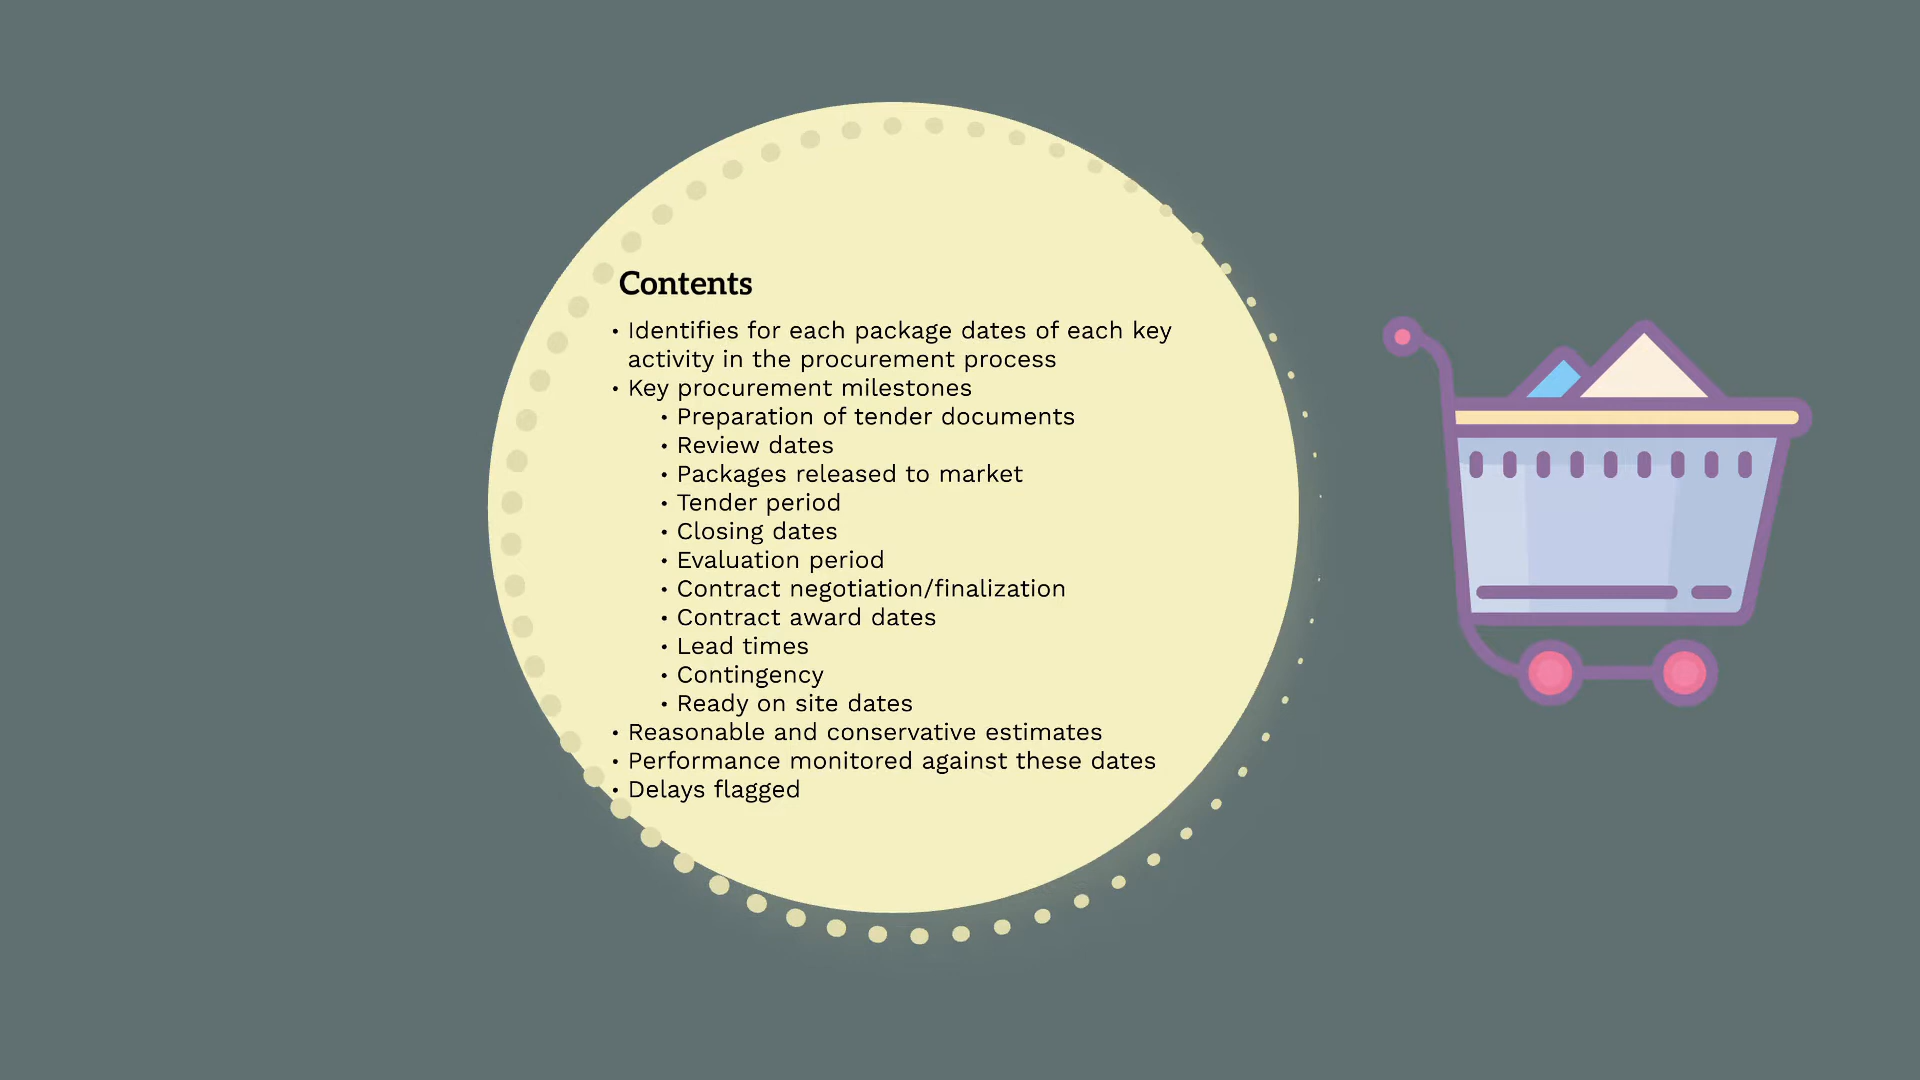 Contents
• Identifies for each package dates of each key
activity in the procurement process
• Key procurement milestones
• Preparation of tender documents
• Review dates
• Packages released to market
• Tender period
• Closing dates
• Evaluation period
• Contract negotiation/finalization
• Contract award dates
• Lead times
• Contingency
• Ready on site dates
• Reasonable and conservative estimates
• Performance monitored against these dates
• Delays flagged